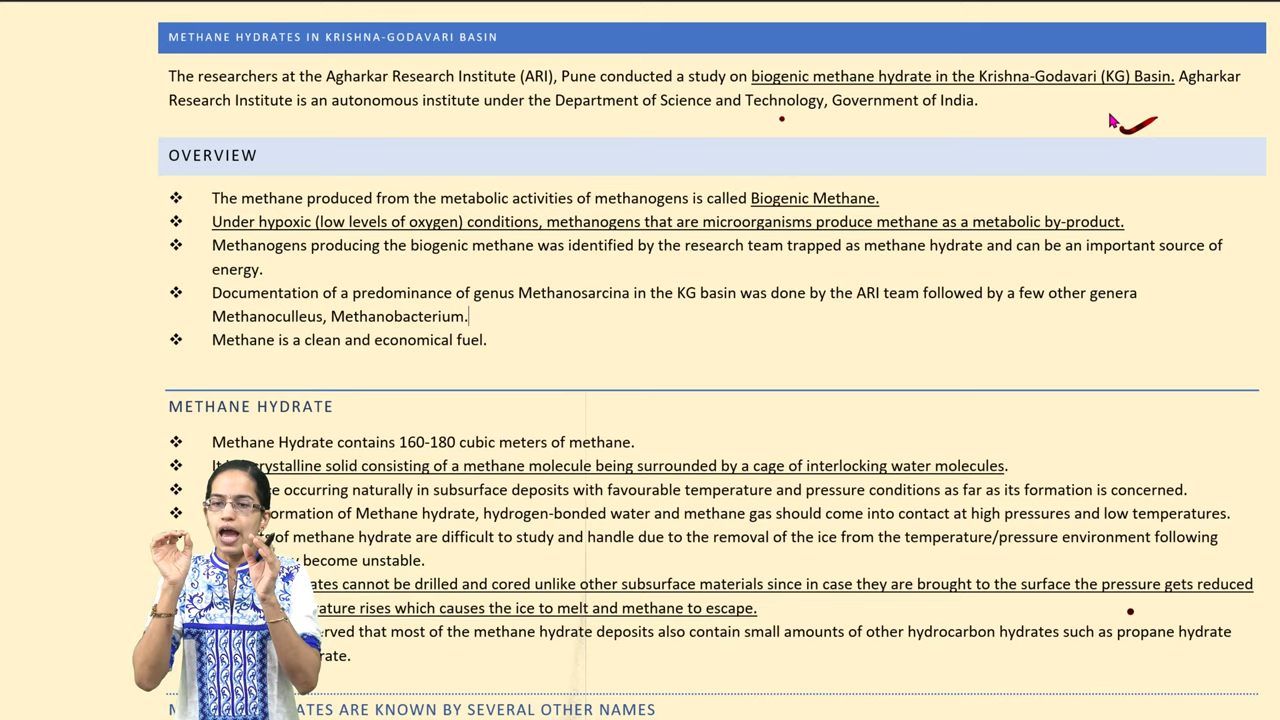 METHANE HYDRATES IN KRISHNA-GODAVARI BASIN
The researchers at the Agharkar Research Institute (ARI), Pune conducted a study on biogenic methane hydrate in the Krishna-Godavari (KG) Basin. Agharkar
Research Institute is an autonomous institute under the Department of Science and Technology, Government of India.
OVERVIEW
❖ The methane produced from the metabolic activities of methanogens is called Biogenic Methane.
❖ Under hypoxic (low levels of oxygen) conditions, methanogens that are microorganisms produce methane as a metabolic by-product.
❖ Methanogens producing the biogenic methane was identified by the research team trapped as methane hydrate and can be an important source of
energy.
❖ Documentation of a predominance of genus Methanosarcina in the KG basin was done by the ARI team followed by a few other genera
Methanoculleus, Methanobacterium.
❖ Methane is a clean and economical fuel.
METHANE HYDRATE
❖ Methane Hydrate contains 160-180 cubic meters of methane.
❖ crystalline solid consisting of a methane molecule being surrounded by a cage of interlocking water molecules.
❖ occurring naturally in subsurface deposits with favourable temperature and pressure conditions as far as its formation is concerned.
❖ formation of Methane hydrate, hydrogen-bonded water and methane gas should come into contact at high pressures and low temperatures.
of methane hydrate are difficult to study and handle due to the removal of the ice from the temperature/pressure environment following
become unstable.
cannot be drilled and cored unlike other subsurface materials since in case they are brought to the surface the pressure gets reduced
rises which causes the ice to melt and methane to escape.
that most of the methane hydrate deposits also contain small amounts of other hydrocarbon hydrates such as propane hydrate
ARE KNOWN BY SEVERAL OTHER NAMES